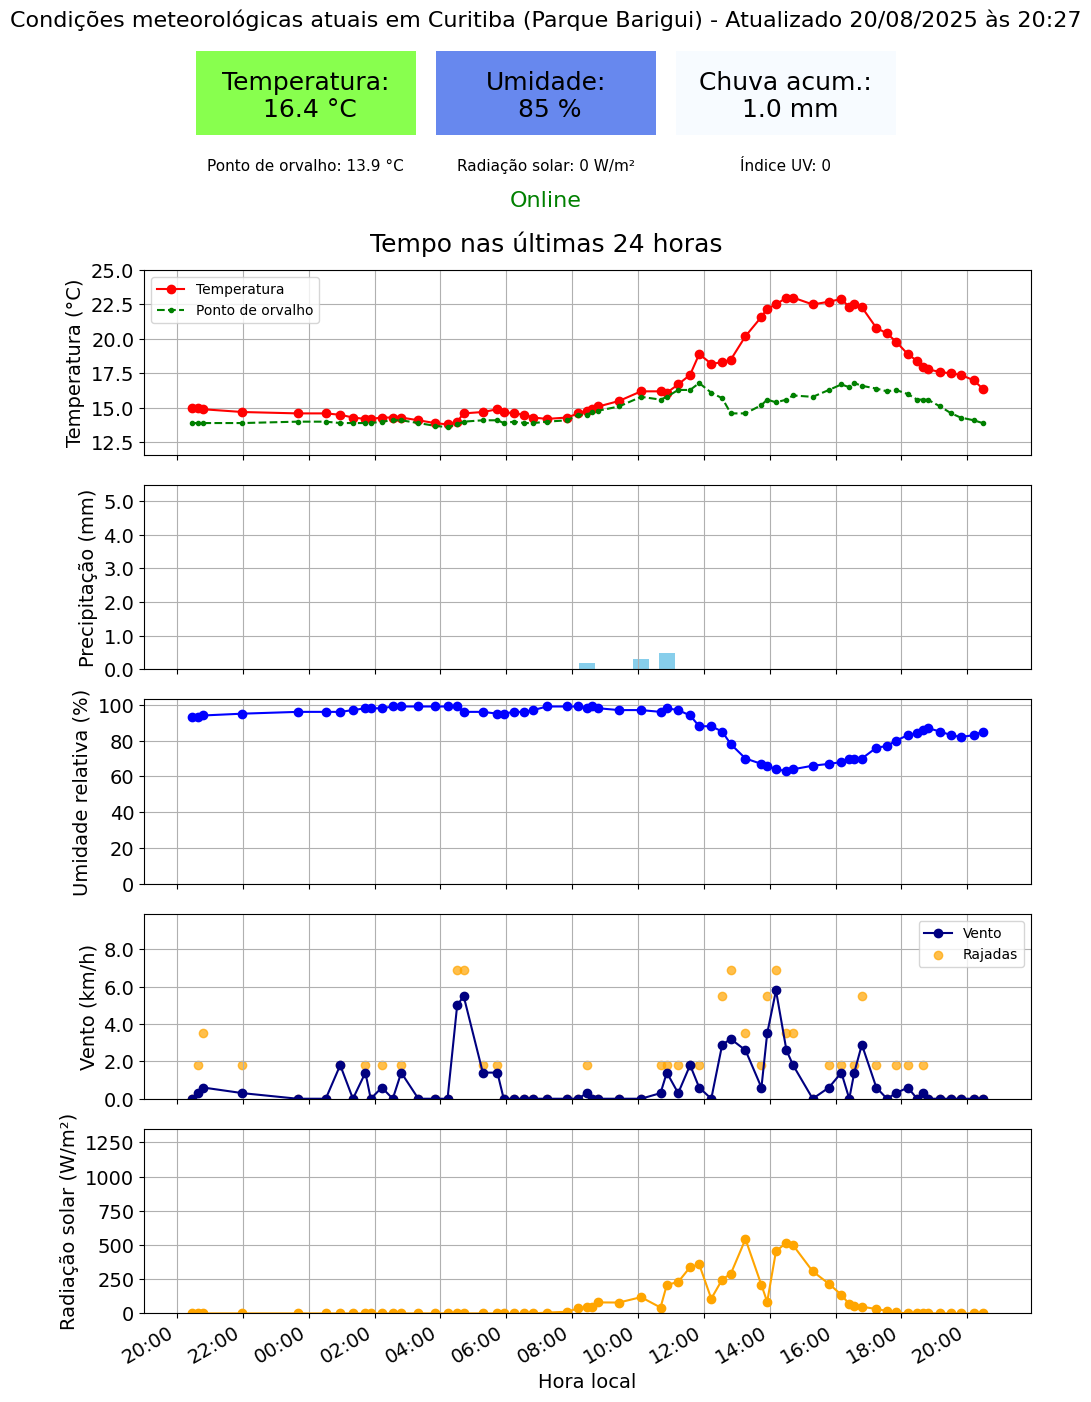 Condições meteorológicas atuais em Curitiba (Parque Barigui) - Atualizado 20/08/2025 às 20:27
Temperatura:
16.4 °C
Umidade:
85 %
Chuva acum.:
1.0 mm
Ponto de orvalho: 13.9 °C
Radiação solar: 0 W/m²
Índice UV: 0
Online
Tempo nas últimas 24 horas
Temperatura (°C)
25.0
22.5
20.0
17.5
15.0
12.5
Temperatura
Ponto de orvalho
Precipitação (mm)
5.0
4.0
3.0
2.0
1.0
0.0
Umidade relativa (%)
100
80
60
40
20
0
Vento (km/h)
8.0
6.0
4.0
2.0
0.0
Vento
Rajadas
Radiação solar (W/m²)
1250
1000
750
500
250
0
20:00
22:00
00:00
02:00
04:00
06:00
08:00
10:00
12:00
14:00
16:00
18:00
20:00
Hora local